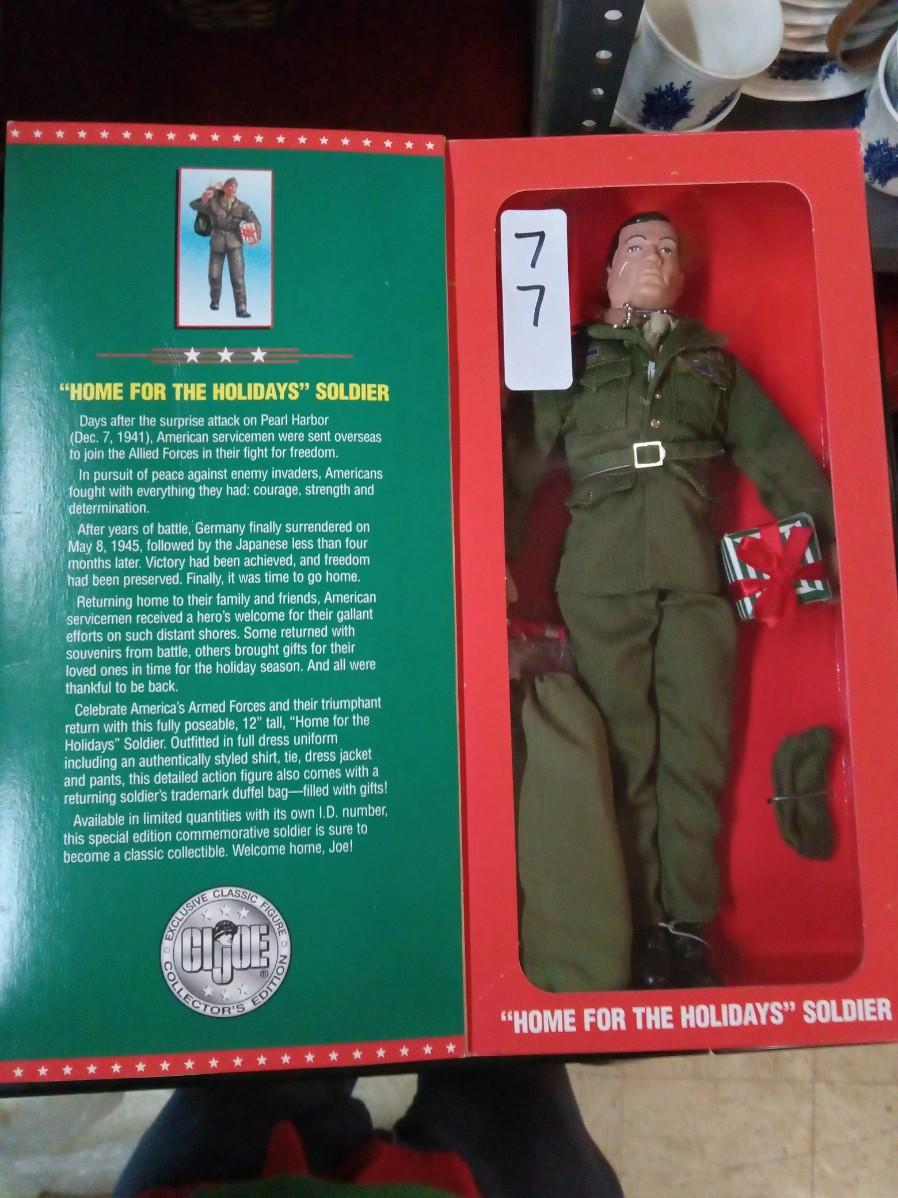 "HOME FOR THE HOLIDAYS" SOLDIER
Days after the surprise attack on Pearl Harbor
(Dec. 7, 1941), American servicemen were sent overseas
to join the Allied Forces in their fight for freedom.
In pursuit of peace against enemy invaders, Americans
fought with everything they had: courage, strength and
determination.
After years of battle, Germany finally surrendered on
May 8, 1945, followed by the Japanese less than four
months later. Victory had been achieved, and freedom
had been preserved. Finally, it was time to go home.
Returning home to their family and friends, American
servicemen received a hero's welcome for their gallant
efforts on such distant shores. Some returned with
souvenirs from battle, others brought gifts for their
loved ones in time for the holiday season. And all were
thankful to be back.
Celebrate America's Armed Forces and their triumphant
return with this fully poseable, 12" tall, "Home for the
Holidays" Soldier. Outfitted in full dress uniform
including an authentically styled shirt, tie, dress jacket
and pants, this detailed action figure also comes with a
returning soldier's trademark duffel bag—filled with gifts!
Available in limited quantities with its own I.D. number,
this special edition commemorative soldier is sure to
become a classic collectible. Welcome home, Joe!
EXCLUSIVE CLASSIC FIGURE
GI JOE®
COLLECTOR'S EDITION
7
7
"HOME FOR THE HOLIDAYS" SOLDIER